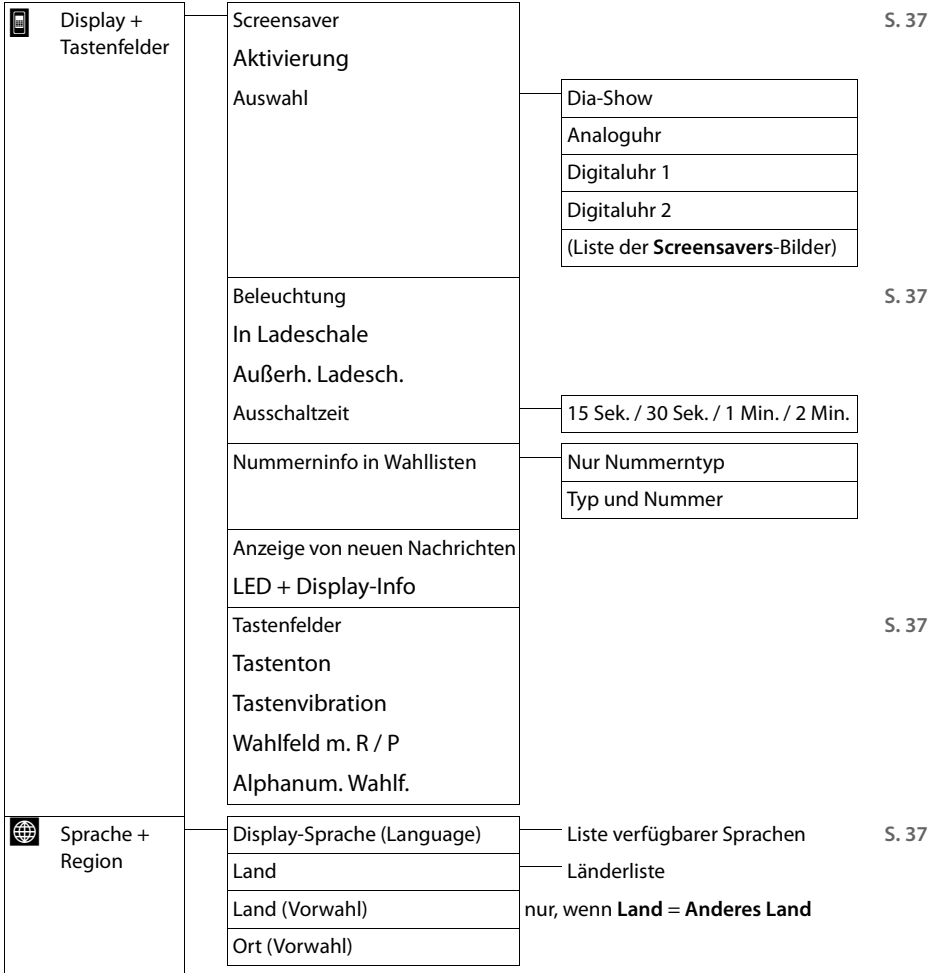 Display + Tastenfelder
Screensaver S. 37
Aktivierung
Auswahl
Dia-Show
Analoguhr
Digitaluhr 1
Digitaluhr 2
(Liste der Screensavers-Bilder)
Beleuchtung S. 37
In Ladeschale
Außerh. Ladesch.
Ausschaltzeit
15 Sek. / 30 Sek. / 1 Min. / 2 Min.
Nummerninfo in Wahllisten
Nur Nummerntyp
Typ und Nummer
Anzeige von neuen Nachrichten
LED + Display-Info
Tastenfelder S. 37
Tastenton
Tastenvibration
Wahlfeld m. R / P
Alphanum. Wahlf.
Sprache + Region
Display-Sprache (Language)
Liste verfügbarer Sprachen S. 37
Land
Länderliste
Land (Vorwahl)
nur, wenn Land = Anderes Land
Ort (Vorwahl)